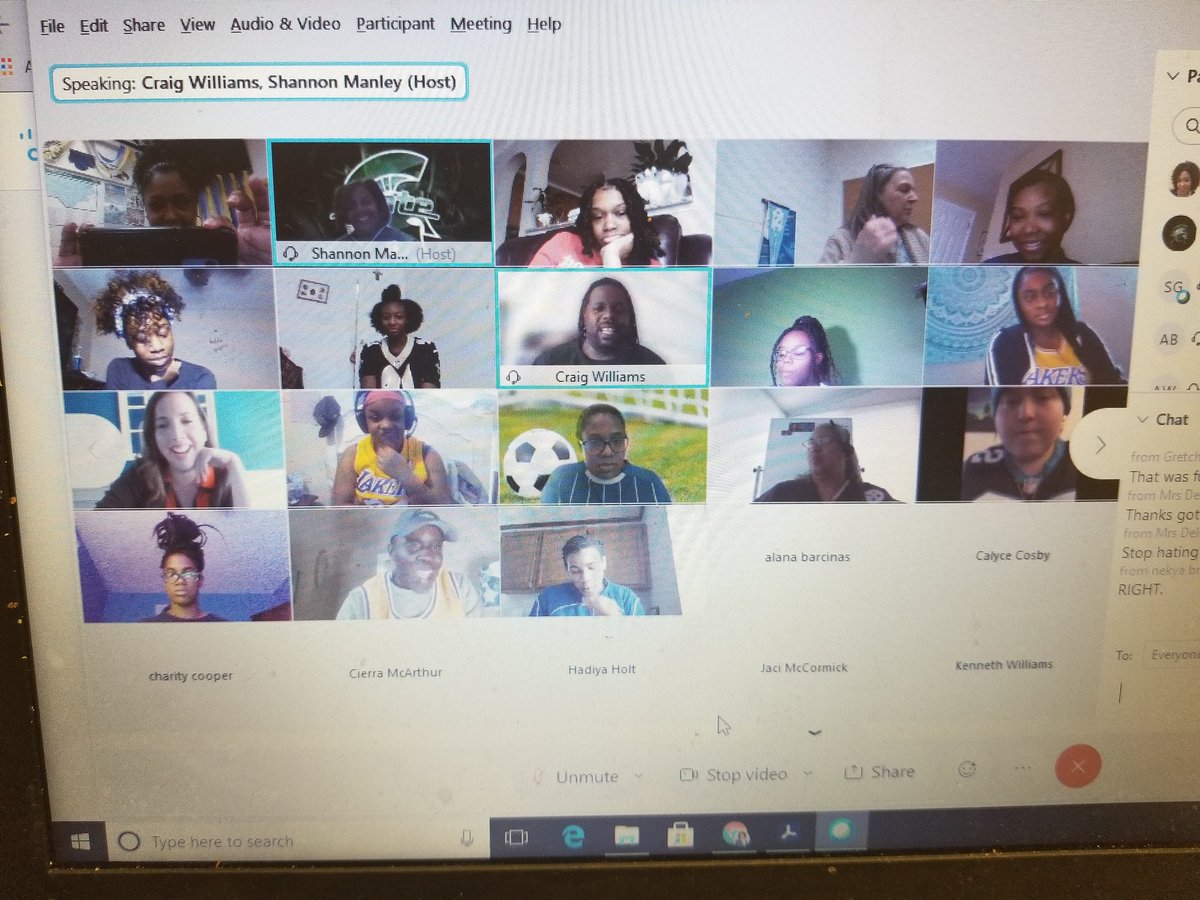 File Edit Share View Audio & Video Participant Meeting Help
Speaking: Craig Williams, Shannon Manley (Host)
Shannon Ma... (Host)
Craig Williams
AKERS
alana barcinas
Calyce Cosby
charity cooper
Cierra McArthur
Hadiya Holt
Jaci McCormick
Kenneth Williams
Unmute
Stop video
Share
Type here to search
Pa
SG
AB
AW
Chat
from Gretch
That was fu
from Mrs De
Thanks got
from Mrs De
Stop hating
from nekya br
RIGHT.
To: Everyone